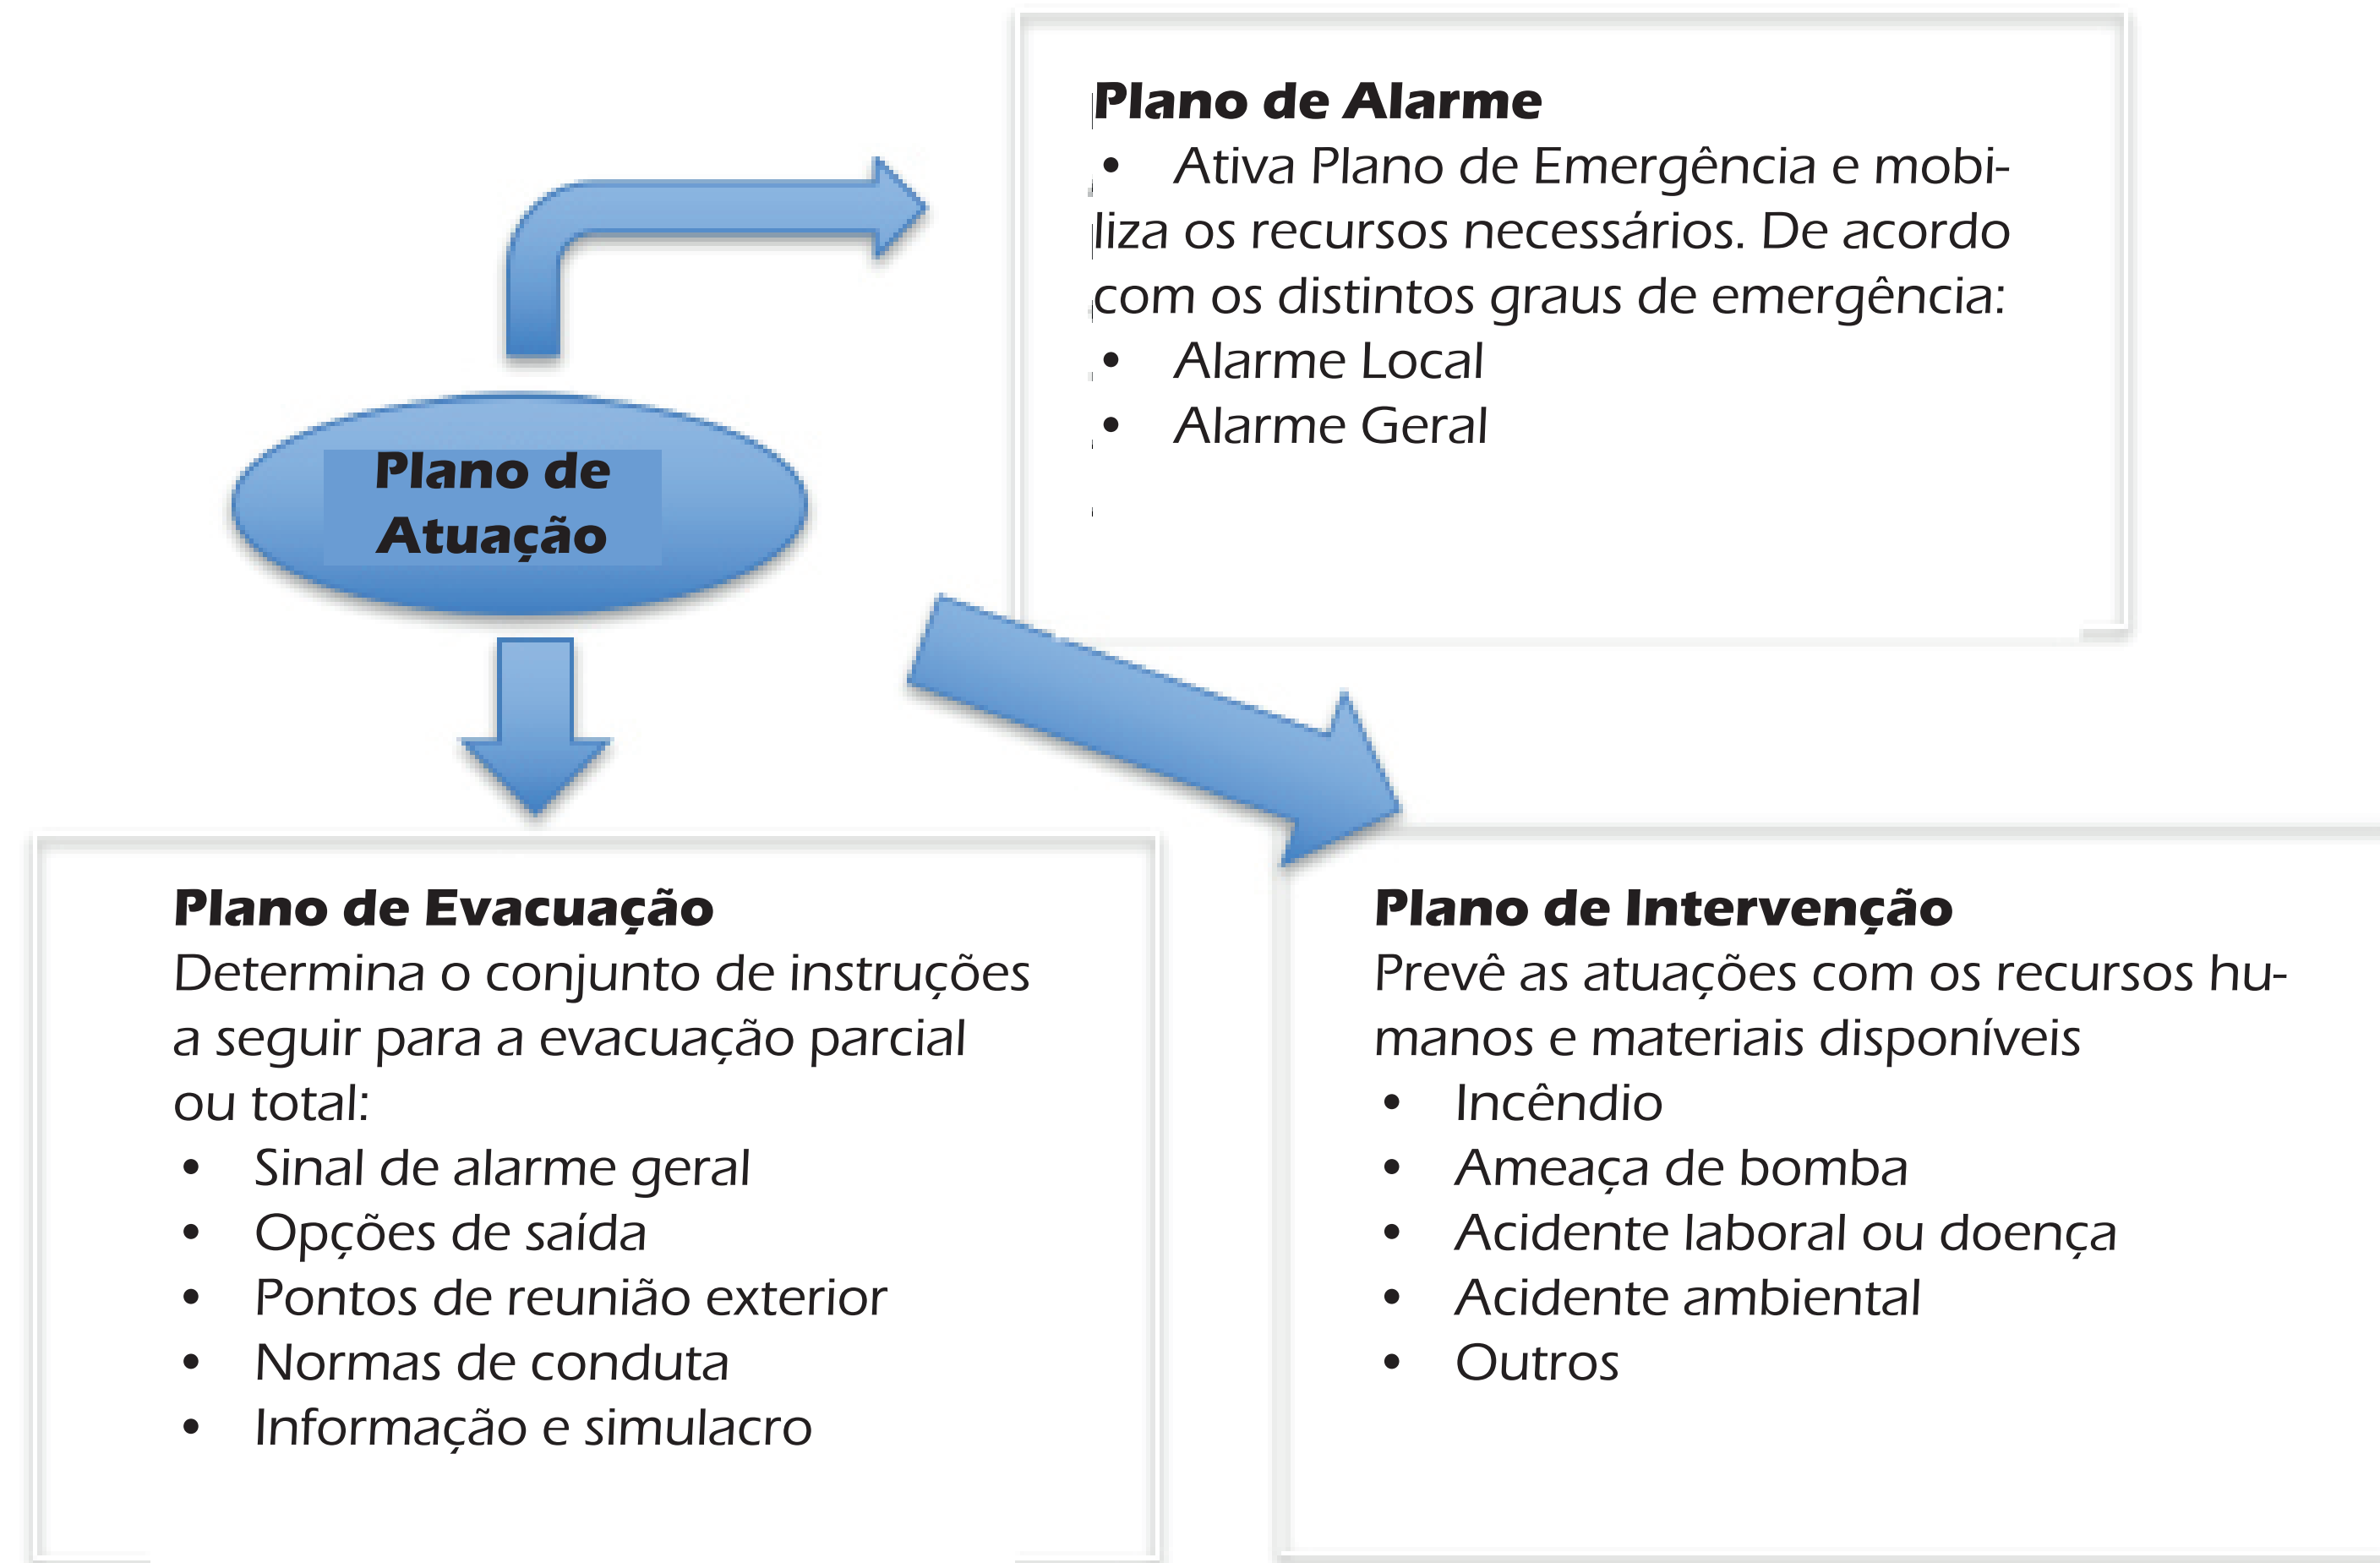 Plano de Alarme
• Ativa Plano de Emergência e mobi-
liza os recursos necessários. De acordo
com os distintos graus de emergência:
• Alarme Local
• Alarme Geral
Plano de
Atuação
Plano de Evacuação
Determina o conjunto de instruções
a seguir para a evacuação parcial
ou total:
• Sinal de alarme geral
• Opções de saída
• Pontos de reunião exterior
• Normas de conduta
• Informação e simulacro
Plano de Intervenção
Prevê as atuações com os recursos hu-
manos e materiais disponíveis
• Incêndio
• Ameaça de bomba
• Acidente laboral ou doença
• Acidente ambiental
• Outros